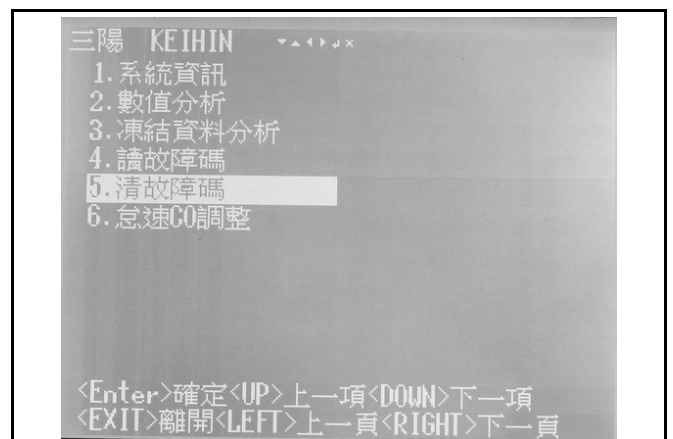 三陽 KEIHIN ▼▲◀▶↲×
1.系統資訊
2.數值分析
3.凍結資料分析
4.讀故障碼
5.清故障碼
6.怠速CO調整
<Enter>確定<UP>上一項<DOWN>下一項
<EXIT>離開<LEFT>上一頁<RIGHT>下一頁